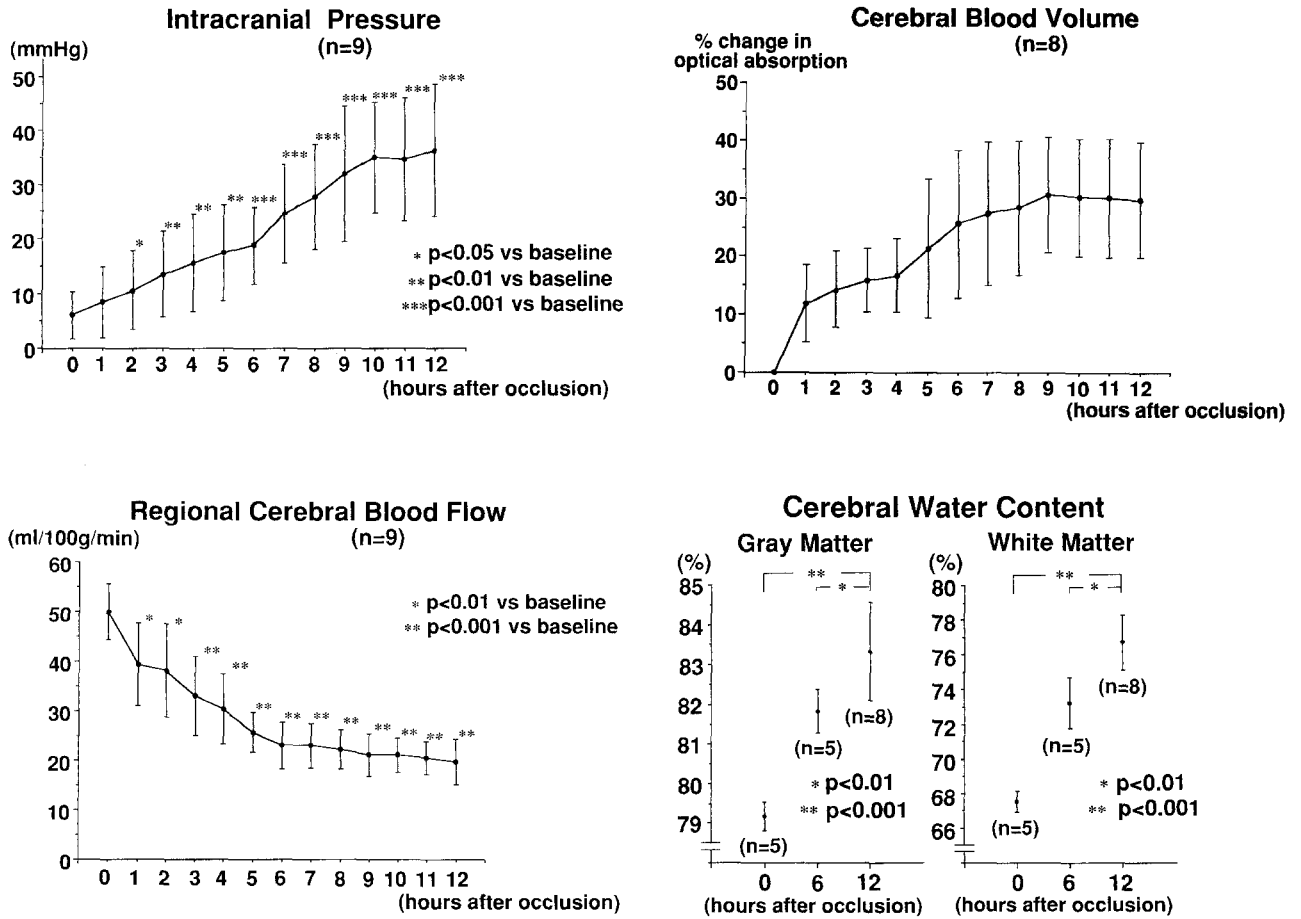 Intracranial Pressure
(n=9)
(mmHg)
50
40
30
20
10
0
*
**
**
**
***
***
***
***
***
***
***
* p<0.05 vs baseline
** p<0.01 vs baseline
***p<0.001 vs baseline
0 1 2 3 4 5 6 7 8 9 10 11 12
(hours after occlusion)
Cerebral Blood Volume
(n=8)
% change in
optical absorption
50
40
30
20
10
0
0 1 2 3 4 5 6 7 8 9 10 11 12
(hours after occlusion)
Regional Cerebral Blood Flow
(n=9)
(ml/100g/min)
60
50
40
30
20
10
0
*
*
**
**
**
**
**
**
**
**
**
**
* p<0.01 vs baseline
** p<0.001 vs baseline
0 1 2 3 4 5 6 7 8 9 10 11 12
(hours after occlusion)
Cerebral Water Content
Gray Matter
(%)
85
84
83
82
81
80
79
**
*
(n=5)
(n=5)
(n=8)
* p<0.01
** p<0.001
0 6 12
(hours after occlusion)
White Matter
(%)
80
78
76
74
72
70
68
66
**
*
(n=5)
(n=5)
(n=8)
* p<0.01
** p<0.001
0 6 12
(hours after occlusion)